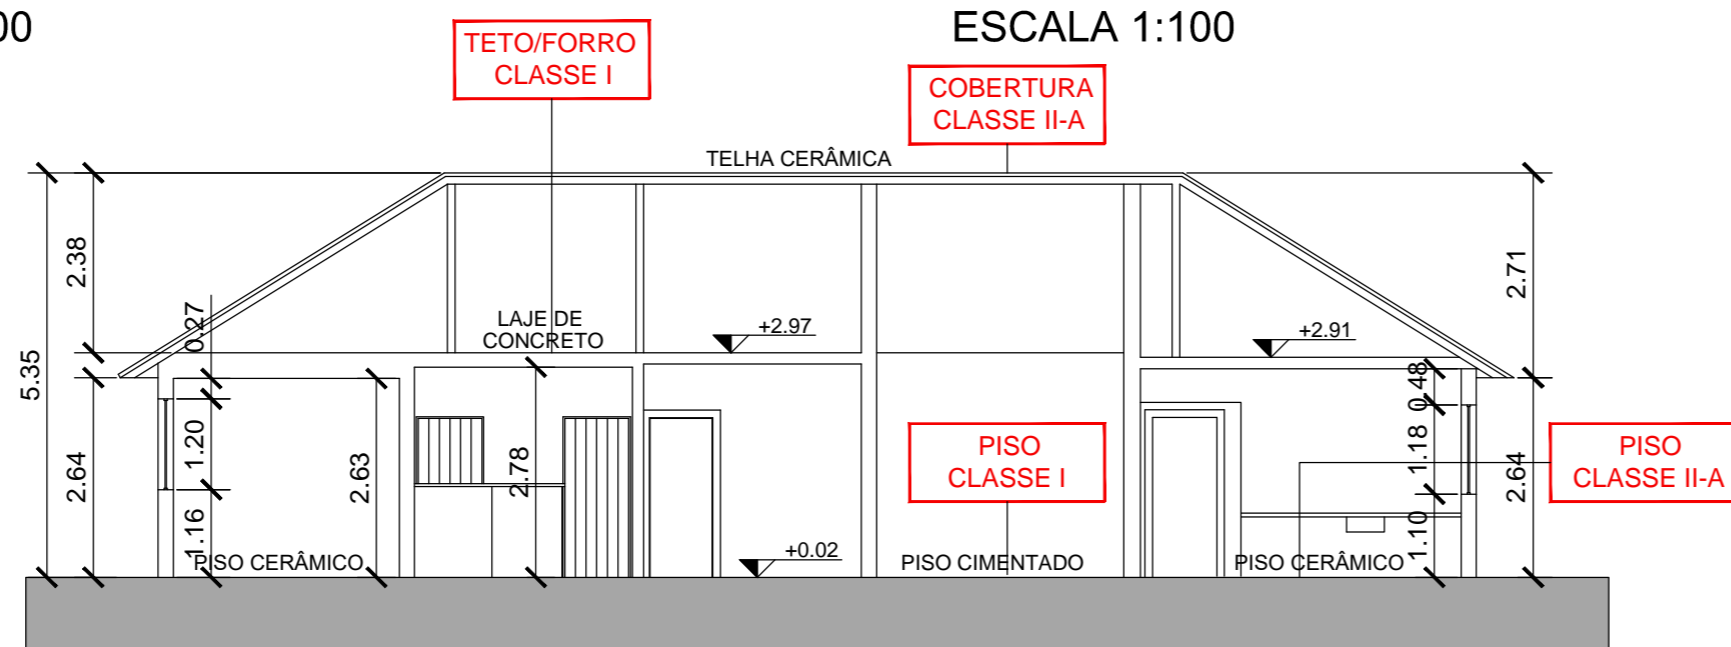 00
ESCALA 1:100
TETO/FORRO
CLASSE I
COBERTURA
CLASSE II-A
TELHA CERÂMICA
5.35
2.38
2.64
0.27
1.20
1.16
2.63
2.78
LAJE DE
CONCRETO
+2.97
+2.91
+0.02
PISO
CLASSE I
PISO
CLASSE II-A
2.71
2.64
0.48
1.18
1.10
PISO CERÂMICO
PISO CIMENTADO
PISO CERÂMICO